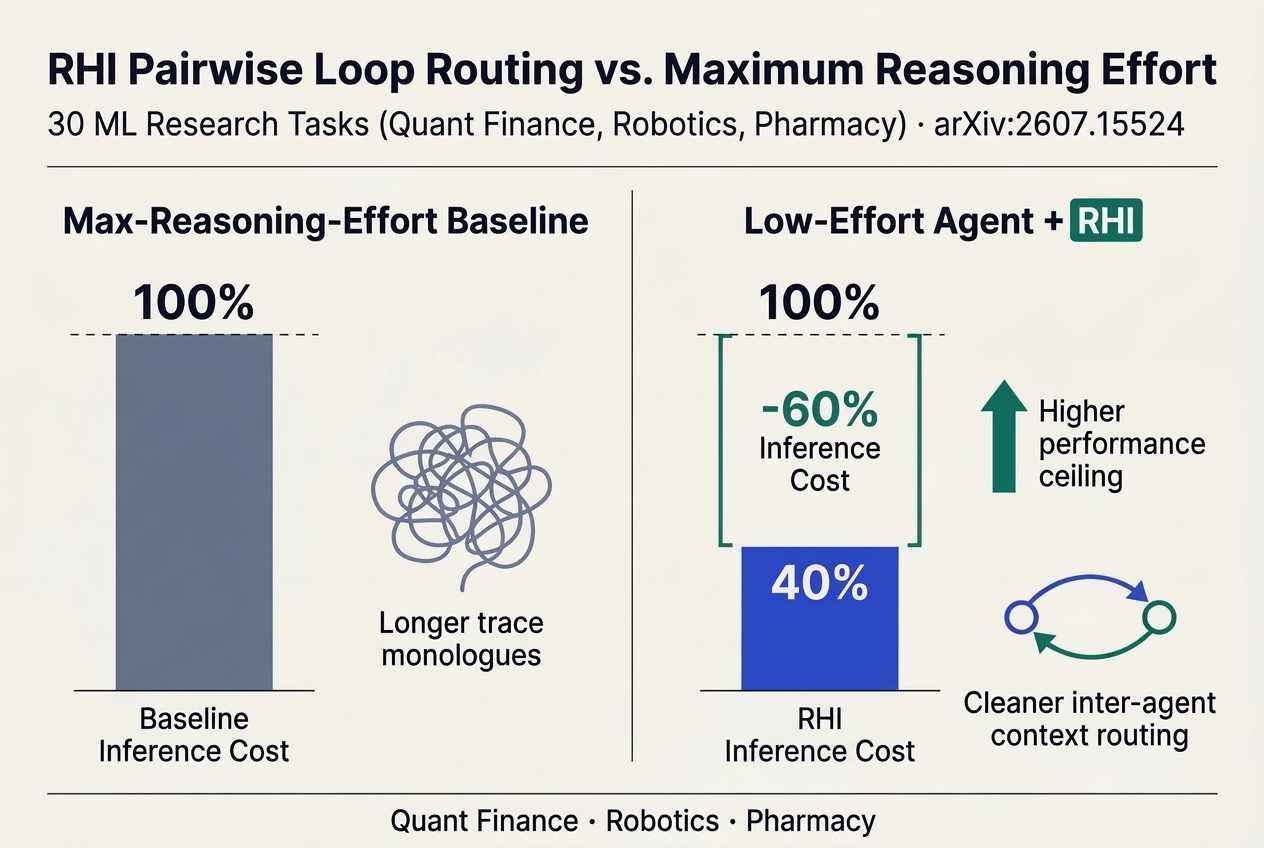 RHI Pairwise Loop Routing vs. Maximum Reasoning Effort
30 ML Research Tasks (Quant Finance, Robotics, Pharmacy) · arXiv:2607.15524
Max-Reasoning-Effort Baseline
100%
Longer trace
monologues
Baseline
Inference Cost
Low-Effort Agent + RHI
100%
-60%
Inference
Cost
40%
RHI
Inference Cost
Higher
performance
ceiling
Cleaner inter-agent
context routing
Quant Finance · Robotics · Pharmacy